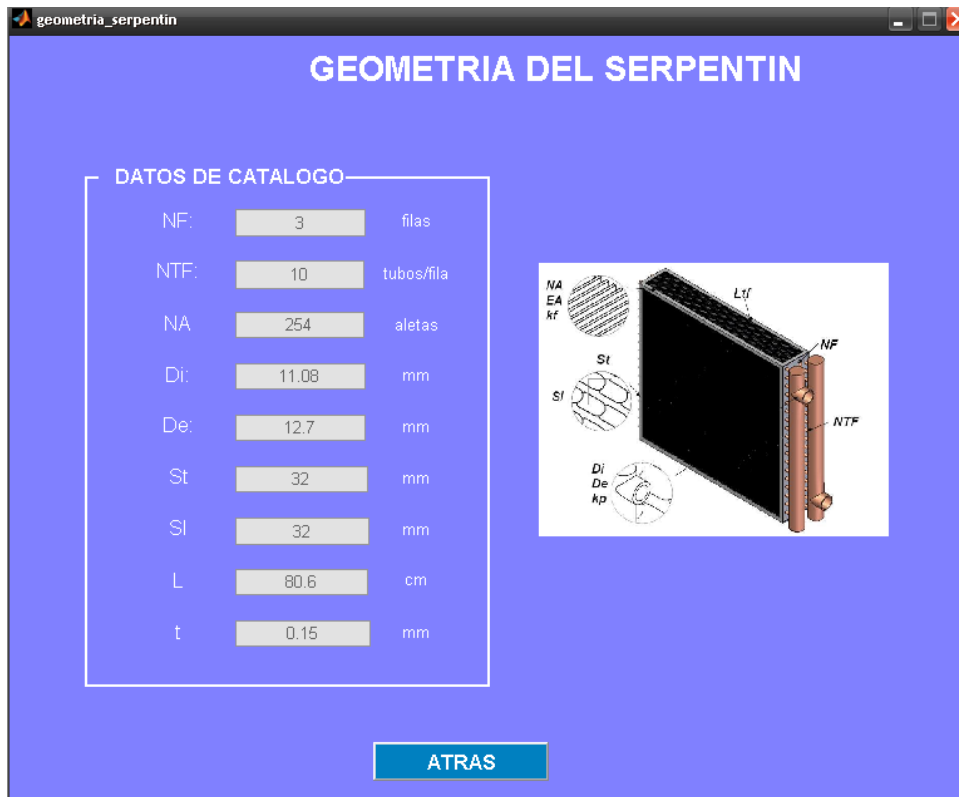 geometria_serpentin
GEOMETRIA DEL SERPENTIN
DATOS DE CATALOGO
NF: 3 filas
NTF: 10 tubos/fila
NA 254 aletas
Di: 11.08 mm
De: 12.7 mm
St 32 mm
Sl 32 mm
L 80.6 cm
t 0.15 mm
NA
EA
kf
Ltf
NF
St
Sl
NTF
Di
De
kp
ATRAS